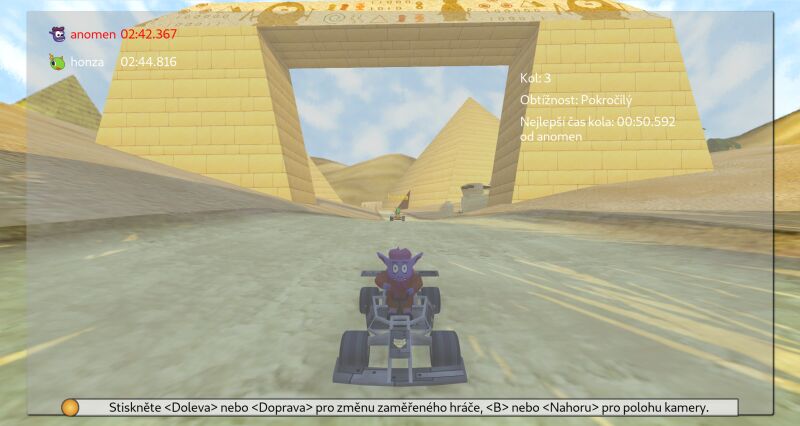 anomen 02:42.367
honza 02:44.816
Kol: 3
Obtížnost: Pokročilý
Nejlepší čas kola: 00:50.592
od anomen
Stiskněte <Doleva> nebo <Doprava> pro změnu zaměřeného hráče, <B> nebo <Nahoru> pro polohu kamery.